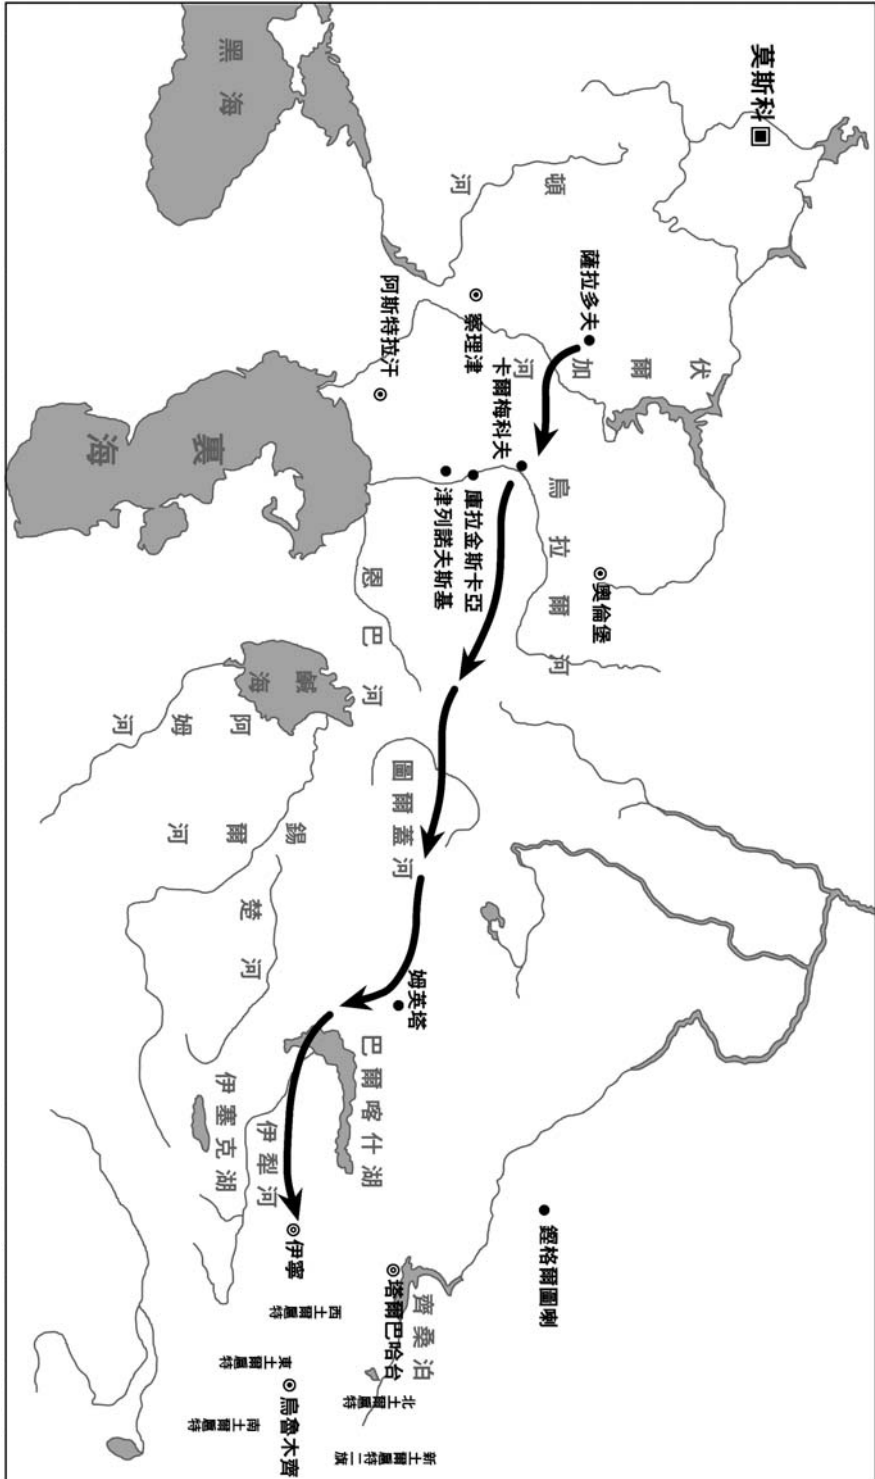 莫斯科
黑海
頓河
薩拉多夫
察理津
阿斯特拉汗
伏爾加河
卡爾梅科夫
裏海
庫拉金斯卡亞
津列諾夫斯基
烏拉爾河
奧倫堡
恩巴河
鹹海
阿姆河
圖爾蓋河
錫爾河
楚河
姆英塔
巴爾喀什湖
伊塞克湖
伊犁河
鏗格爾圖喇
伊寧
塔爾巴哈台
齋桑泊
西土爾扈特
東土爾扈特
烏魯木齊
北土爾扈特
南土爾扈特
新土爾扈特二旗